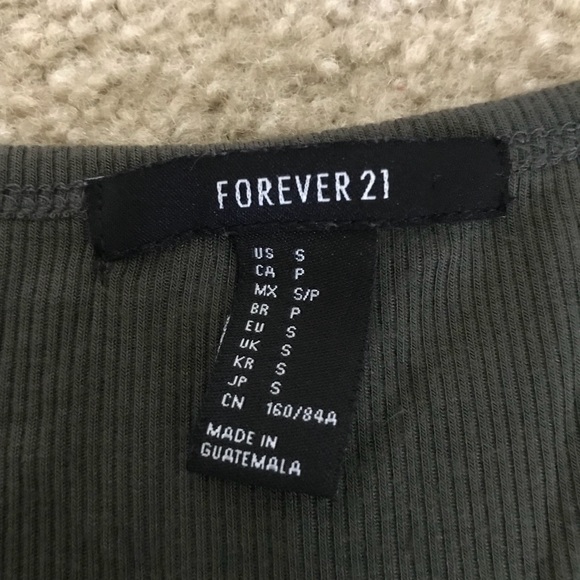 FOREVER 21
US S
CA P
MX S/P
BR P
EU S
UK S
KR S
JP S
CN 160/84A
MADE IN
GUATEMALA